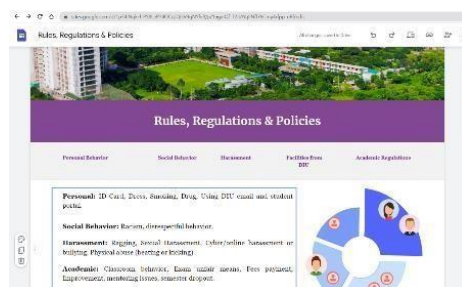 Rules, Regulations & Policies
Rules, Regulations & Policies
Personal Behavior
Social Behavior
Harassment
Facilities from
DIU
Academic Regulations
Personal: ID Card, Dress, Smoking, Drug, Using DIU email and student
portal.
Social Behavior: Racism, disrespectful behavior.
Harassment: Ragging, Sexual Harassment, Cyber/online harassment or
bullying, Physical abuse (beating or kicking)
Academic: Classroom behavior, Exam unfair means, Fees payment,
Improvement, mentoring issues, semester dropout.